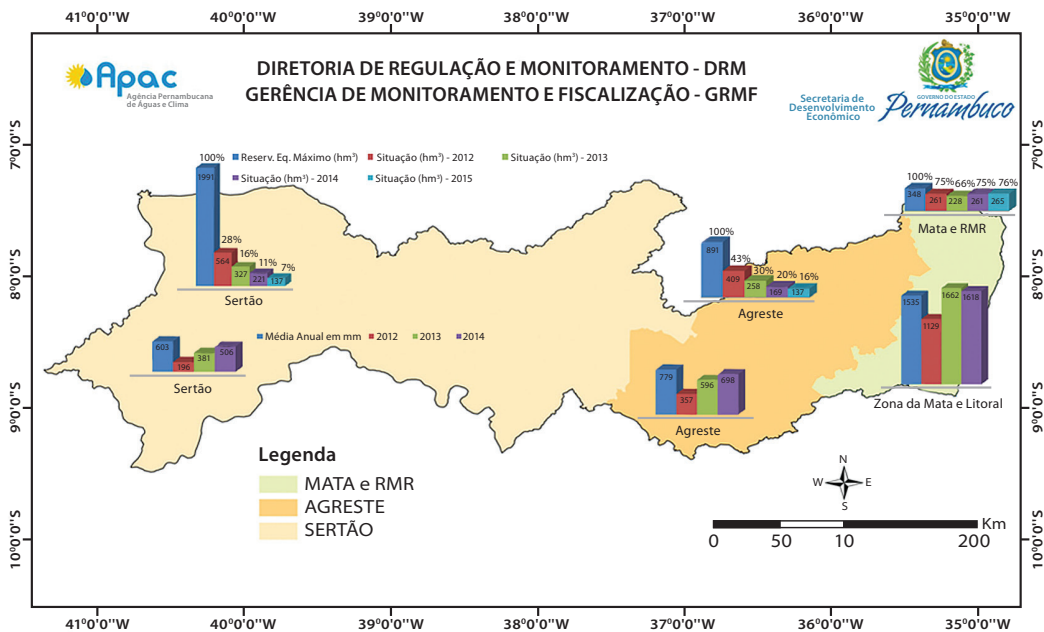 41°0'0''W 40°0'0''W 39°0'0''W 38°0'0''W 37°0'0''W 36°0'0''W 35°0'0''W
Apac
Agência Pernambucana
de Águas e Clima
DIRETORIA DE REGULAÇÃO E MONITORAMENTO - DRM
GERÊNCIA DE MONITORAMENTO E FISCALIZAÇÃO - GRMF
Secretaria de
Desenvolvimento
Econômico
GOVERNO DO ESTADO
Pernambuco
7°0'0''S
7°0'0''S
Reserv. Eq. Máximo (hm³) Situação (hm³) - 2012 Situação (hm³) - 2013
Situação (hm³) - 2014 Situação (hm³) - 2015
100% 28% 16% 11% 7%
1991 564 327 221 137
Sertão
100% 43% 30% 20% 16%
891 409 258 169 137
Agreste
100% 75% 66% 75% 76%
348 261 228 261 265
Mata e RMR
8°0'0''S
8°0'0''S
Média Anual em mm 2012 2013 2014
603 196 381 506
Sertão
779 357 596 698
Agreste
1535 1129 1662 1618
Zona da Mata e Litoral
9°0'0''S
9°0'0''S
Legenda
MATA e RMR
AGRESTE
SERTÃO
N
W E
S
Km
0 50 10 200
10°0'0''S
10°0'0''S
41°0'0''W 40°0'0''W 39°0'0''W 38°0'0''W 37°0'0''W 36°0'0''W 35°0'0''W